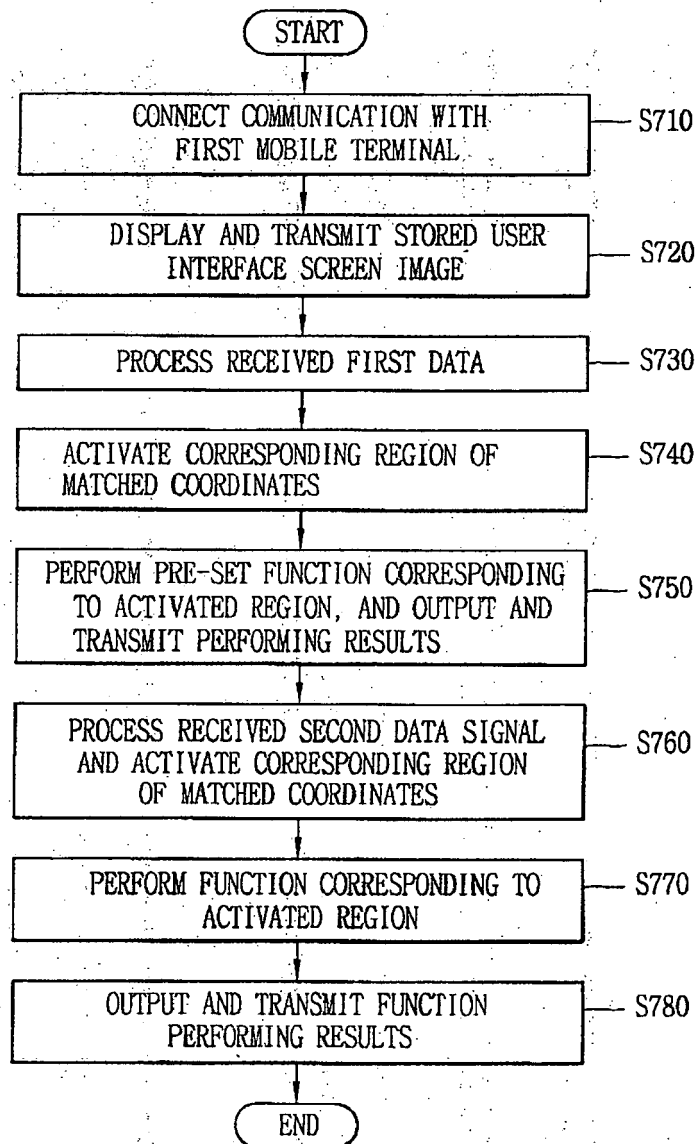 START
CONNECT COMMUNICATION WITH
FIRST MOBILE TERMINAL
S710
DISPLAY AND TRANSMIT STORED USER
INTERFACE SCREEN IMAGE
S720
PROCESS RECEIVED FIRST DATA
S730
ACTIVATE CORRESPONDING REGION OF
MATCHED COORDINATES
S740
PERFORM PRE-SET FUNCTION CORRESPONDING
TO ACTIVATED REGION, AND OUTPUT AND
TRANSMIT PERFORMING RESULTS
S750
PROCESS RECEIVED SECOND DATA SIGNAL
AND ACTIVATE CORRESPONDING REGION
OF MATCHED COORDINATES
S760
PERFORM FUNCTION CORRESPONDING TO
ACTIVATED REGION
S770
OUTPUT AND TRANSMIT FUNCTION
PERFORMING RESULTS
S780
END